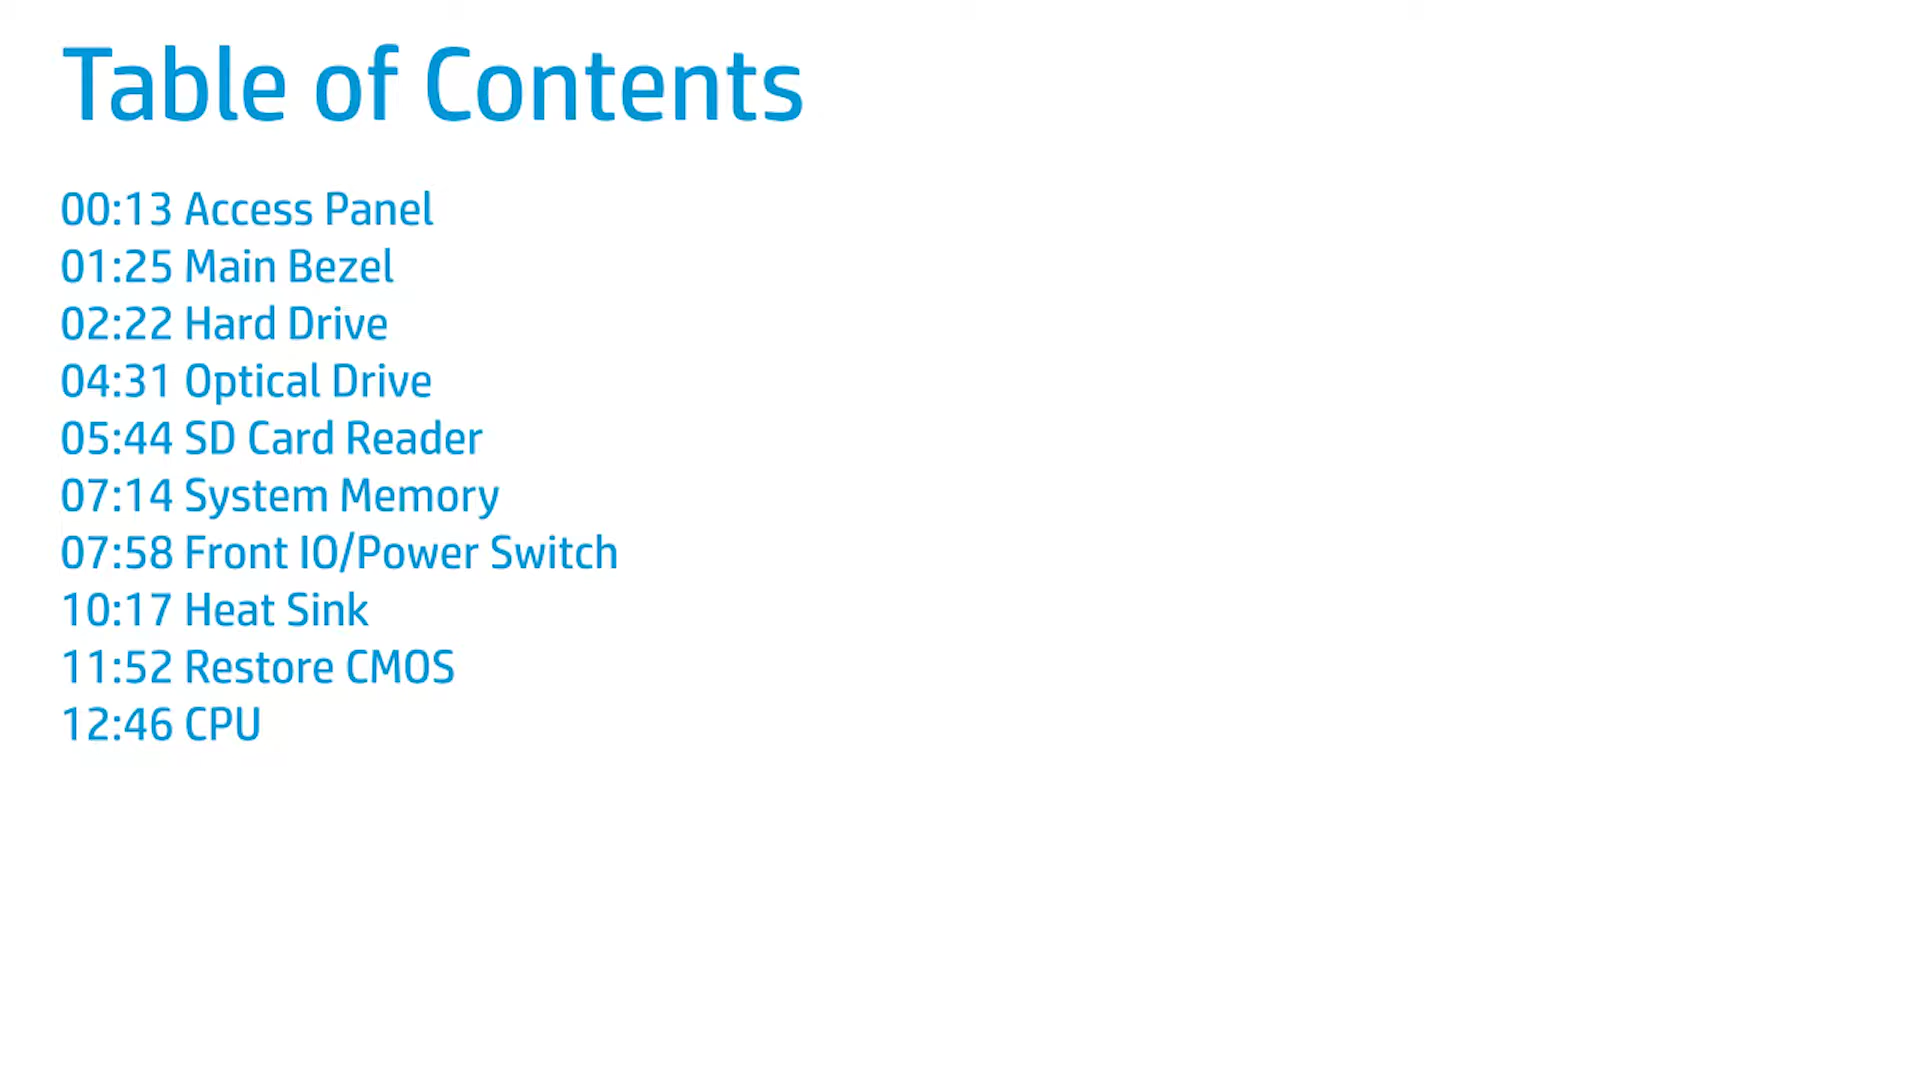 Table of Contents
00:13 Access Panel
01:25 Main Bezel
02:22 Hard Drive
04:31 Optical Drive
05:44 SD Card Reader
07:14 System Memory
07:58 Front IO/Power Switch
10:17 Heat Sink
11:52 Restore CMOS
12:46 CPU